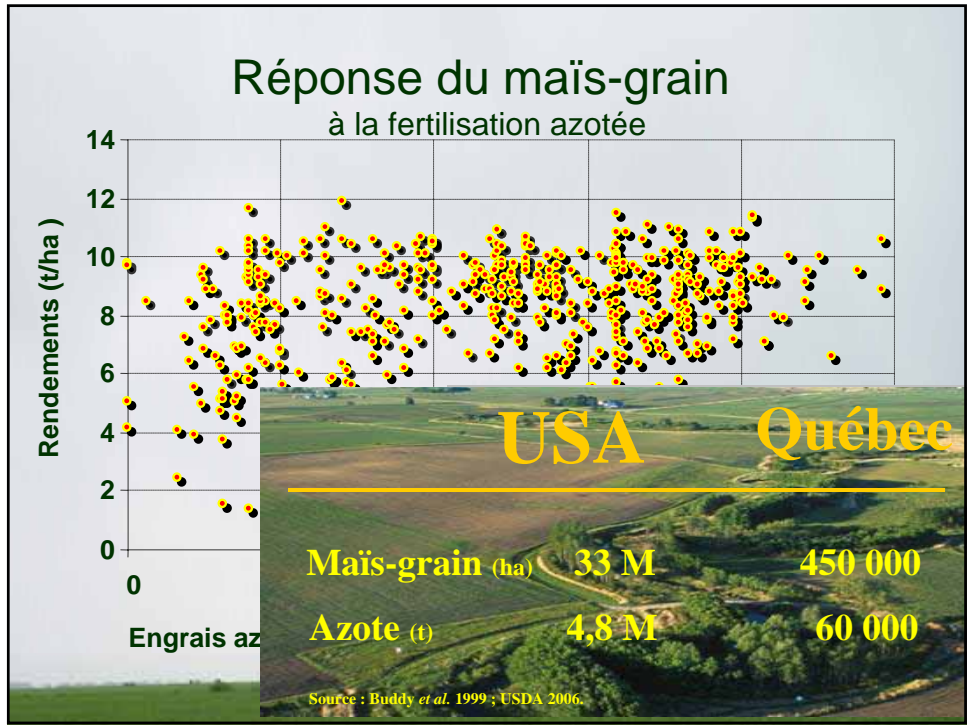 Réponse du maïs-grain
à la fertilisation azotée
14
12
10
8
6
4
2
0
0
Rendements (t/ha )
Engrais az
USA Québec
Maïs-grain (ha) 33 M 450 000
Azote (t) 4,8 M 60 000
Source : Buddy et al. 1999 ; USDA 2006.